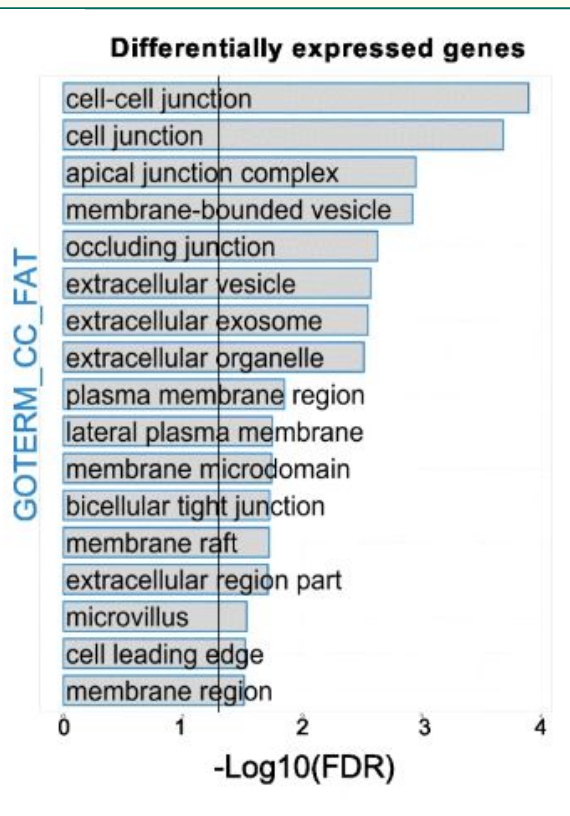 Differentially expressed genes
GOTERM_CC_FAT
cell-cell junction
cell junction
apical junction complex
membrane-bounded vesicle
occluding junction
extracellular vesicle
extracellular exosome
extracellular organelle
plasma membrane region
lateral plasma membrane
membrane microdomain
bicellular tight junction
membrane raft
extracellular region part
microvillus
cell leading edge
membrane region
0 1 2 3 4
-Log10(FDR)